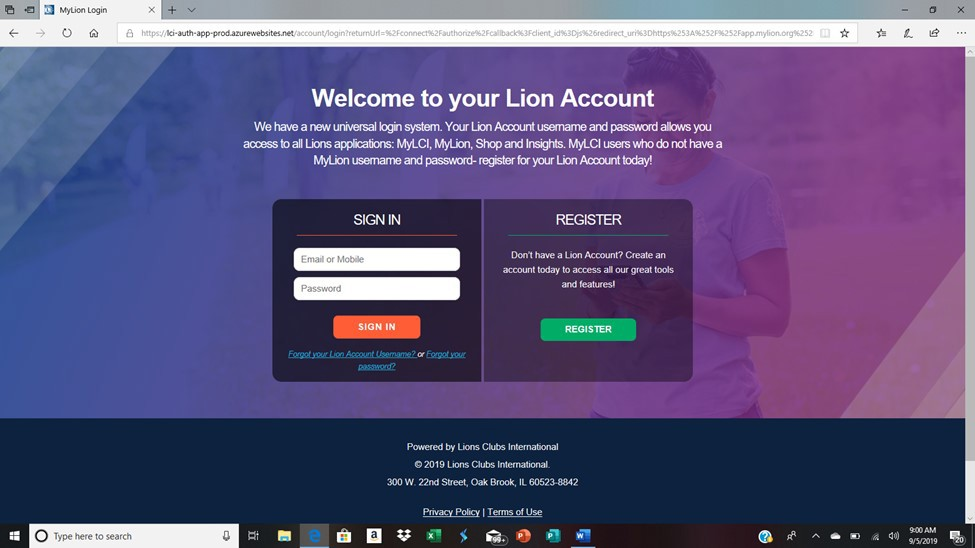 MyLion Login
https://lci-auth-app-prod.azurewebsites.net/account/login?returnUrl=%2Fconnect%2Fauthorize%2Fcallback%3Fclient_id%3Djs%26redirect_uri%3Dhttps%253A%252F%252Fapp.mylion.org%252
Welcome to your Lion Account
We have a new universal login system. Your Lion Account username and password allows you
access to all Lions applications: MyLCI, MyLion, Shop and Insights. MyLCI users who do not have a
MyLion username and password- register for your Lion Account today!
SIGN IN
Email or Mobile
Password
SIGN IN
Forgot your Lion Account Username? or Forgot your
password?
REGISTER
Don't have a Lion Account? Create an
account today to access all our great tools
and features!
REGISTER
Powered by Lions Clubs International
© 2019 Lions Clubs International.
300 W. 22nd Street, Oak Brook, IL 60523-8842
Privacy Policy | Terms of Use
Type here to search
99+
9:00 AM
9/5/2019
20